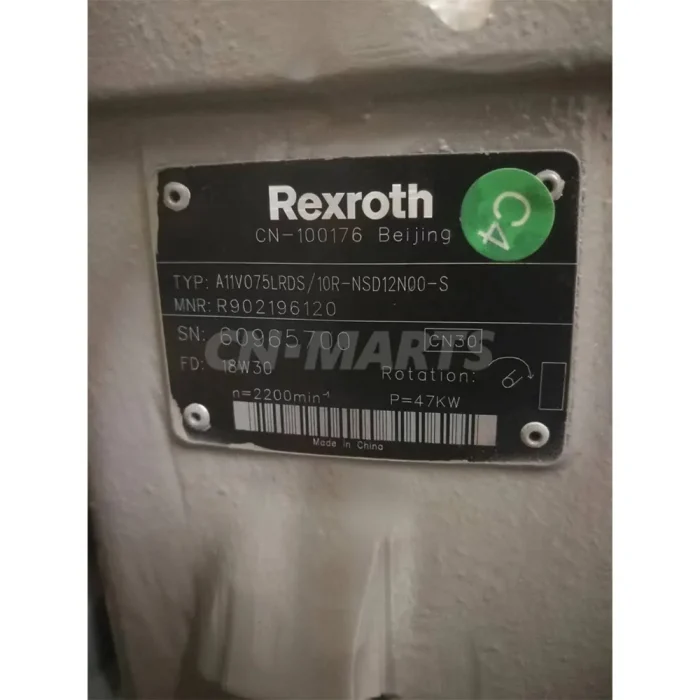 Rexroth
C4
CN-100176 Beijing
TYP: A11VO75LRDS/10R-NSD12N00-S
MNR: R902196120
SN: 60965700 CN30
CN-MARTS
FD: 18W30 Rotation:
n=2200min⁻¹ P=47KW
Made in China